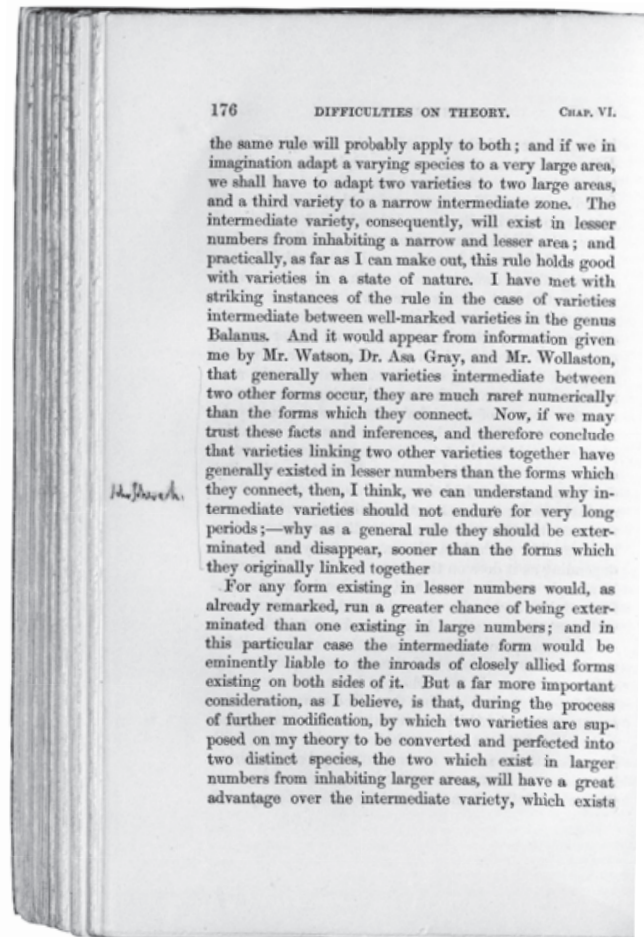 176 DIFFICULTIES ON THEORY. CHAP. VI.
the same rule will probably apply to both; and if we in
imagination adapt a varying species to a very large area,
we shall have to adapt two varieties to two large areas,
and a third variety to a narrow intermediate zone. The
intermediate variety, consequently, will exist in lesser
numbers from inhabiting a narrow and lesser area; and
practically, as far as I can make out, this rule holds good
with varieties in a state of nature. I have met with
striking instances of the rule in the case of varieties
intermediate between well-marked varieties in the genus
Balanus. And it would appear from information given
me by Mr. Watson, Dr. Asa Gray, and Mr. Wollaston,
that generally when varieties intermediate between
two other forms occur, they are much rarer numerically
than the forms which they connect. Now, if we may
trust these facts and inferences, and therefore conclude
that varieties linking two other varieties together have
generally existed in lesser numbers than the forms which
they connect, then, I think, we can understand why in-
termediate varieties should not endure for very long
periods;—why as a general rule they should be exter-
minated and disappear, sooner than the forms which
they originally linked together
For any form existing in lesser numbers would, as
already remarked, run a greater chance of being exter-
minated than one existing in large numbers; and in
this particular case the intermediate form would be
eminently liable to the inroads of closely allied forms
existing on both sides of it. But a far more important
consideration, as I believe, is that, during the process
of further modification, by which two varieties are sup-
posed on my theory to be converted and perfected into
two distinct species, the two which exist in larger
numbers from inhabiting larger areas, will have a great
advantage over the intermediate variety, which exists